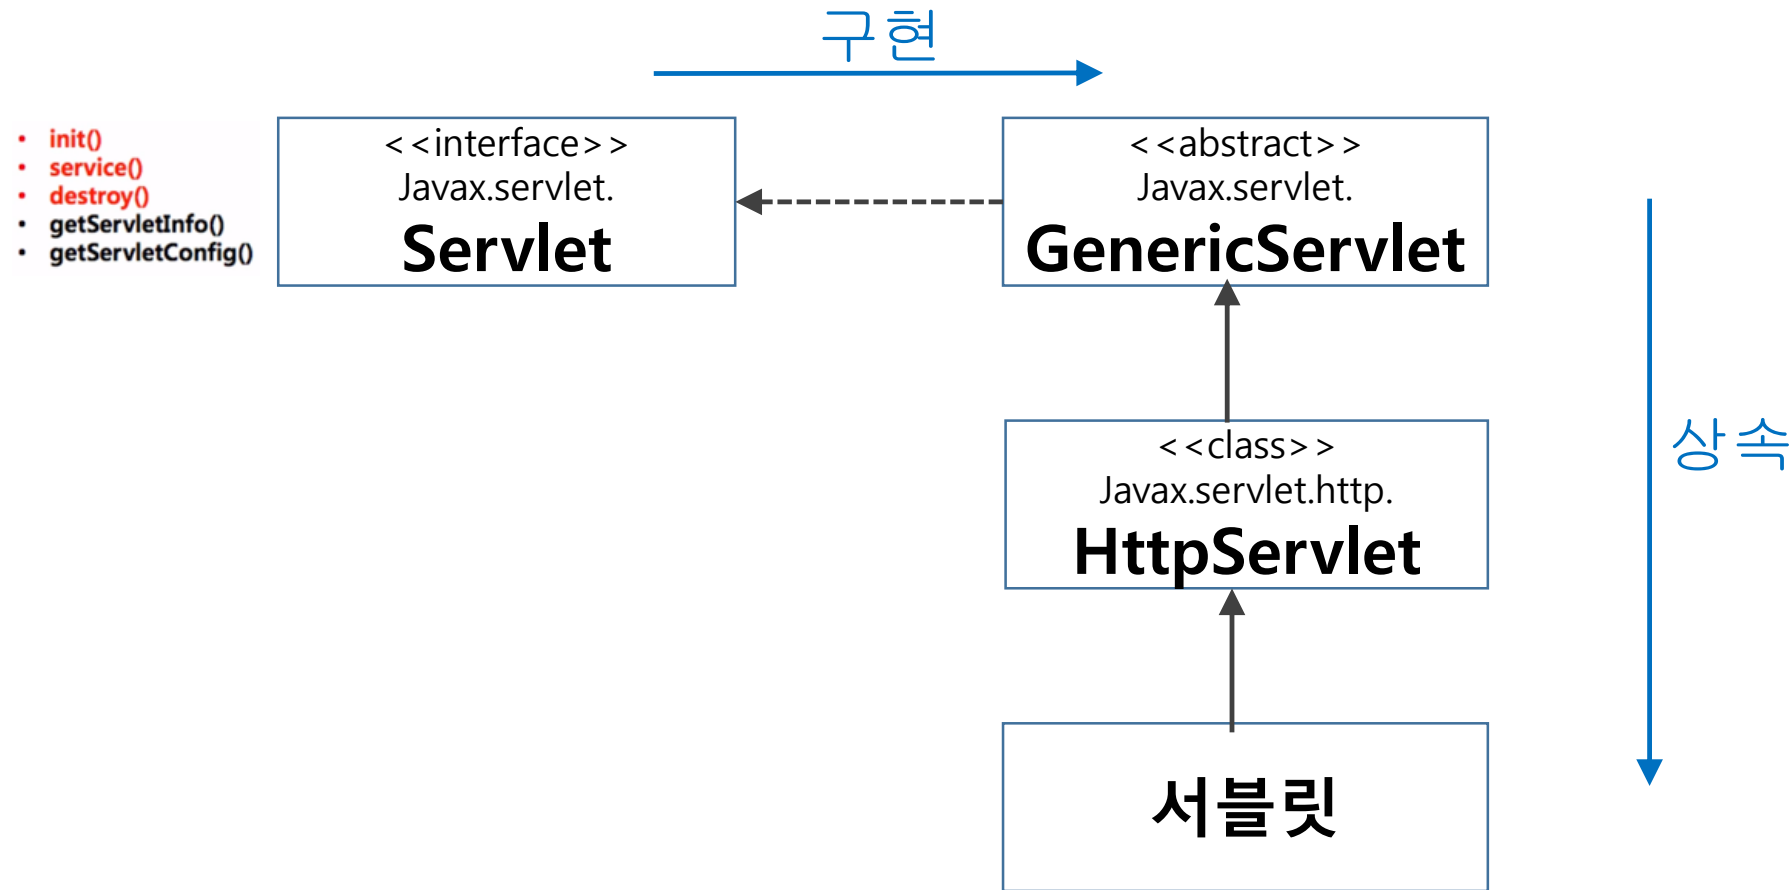 구현
• init()
• service()
• destroy()
• getServletInfo()
• getServletConfig()
<<interface>>
Javax.servlet.
Servlet
<<abstract>>
Javax.servlet.
GenericServlet
<<class>>
Javax.servlet.http.
HttpServlet
상속
서블릿